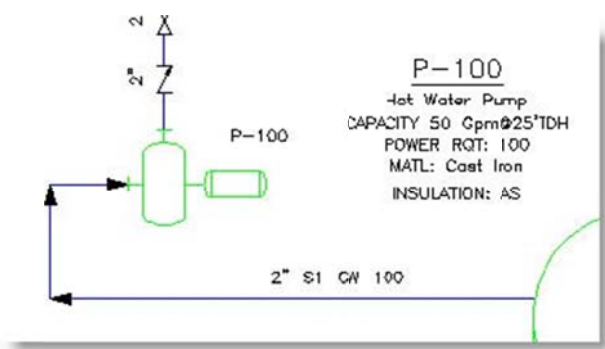 2
2"
P-100
P-100
Hot Water Pump
CAPACITY 50 Gpm@25'TDH
POWER RQT: 100
MATL: Cast Iron
INSULATION: AS
2" S1 CW 100